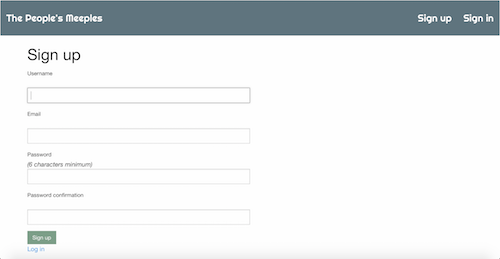 The People's Meeples
Sign up
Sign in
Sign up
Username
Email
Password
(6 characters minimum)
Password confirmation
Sign up
Log in